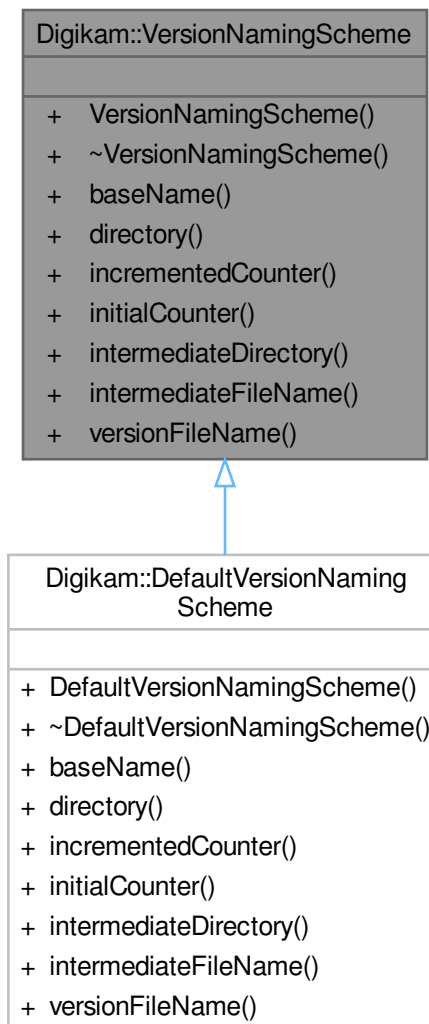 Digikam::VersionNamingScheme
+ VersionNamingScheme()
+ ~VersionNamingScheme()
+ baseName()
+ directory()
+ incrementedCounter()
+ initialCounter()
+ intermediateDirectory()
+ intermediateFileName()
+ versionFileName()
Digikam::DefaultVersionNaming
Scheme
+ DefaultVersionNamingScheme()
+ ~DefaultVersionNamingScheme()
+ baseName()
+ directory()
+ incrementedCounter()
+ initialCounter()
+ intermediateDirectory()
+ intermediateFileName()
+ versionFileName()